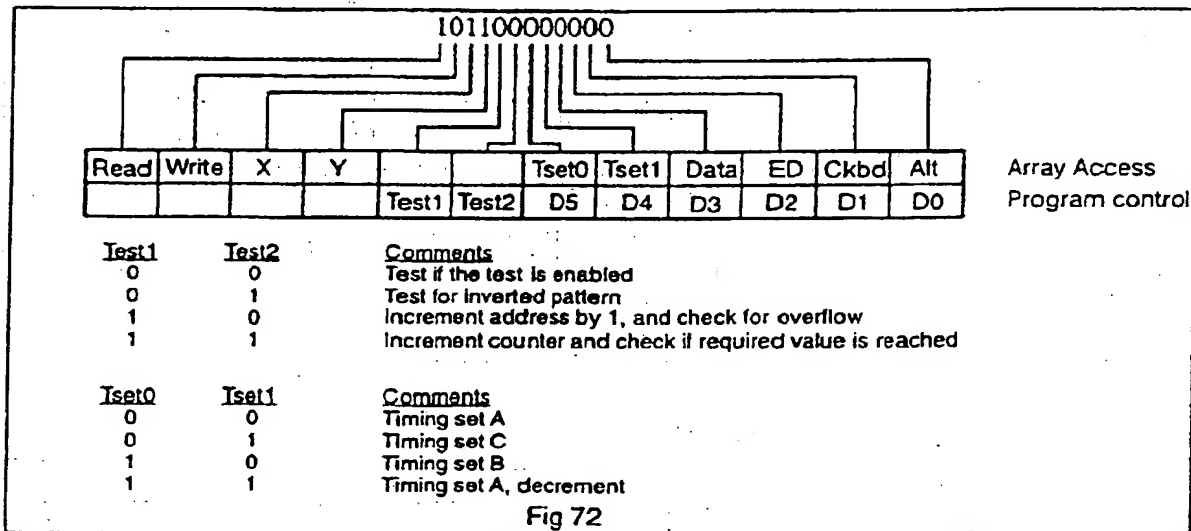 101100000000
Read Write X Y Tset0 Tset1 Data ED Ckbd Alt Array Access
Test1 Test2 D5 D4 D3 D2 D1 D0 Program control
Test1 Test2 Comments
0 0 Test if the test is enabled
0 1 Test for inverted pattern
1 0 Increment address by 1, and check for overflow
1 1 Increment counter and check if required value is reached
Tset0 Tset1 Comments
0 0 Timing set A
0 1 Timing set C
1 0 Timing set B
1 1 Timing set A, decrement
Fig 72